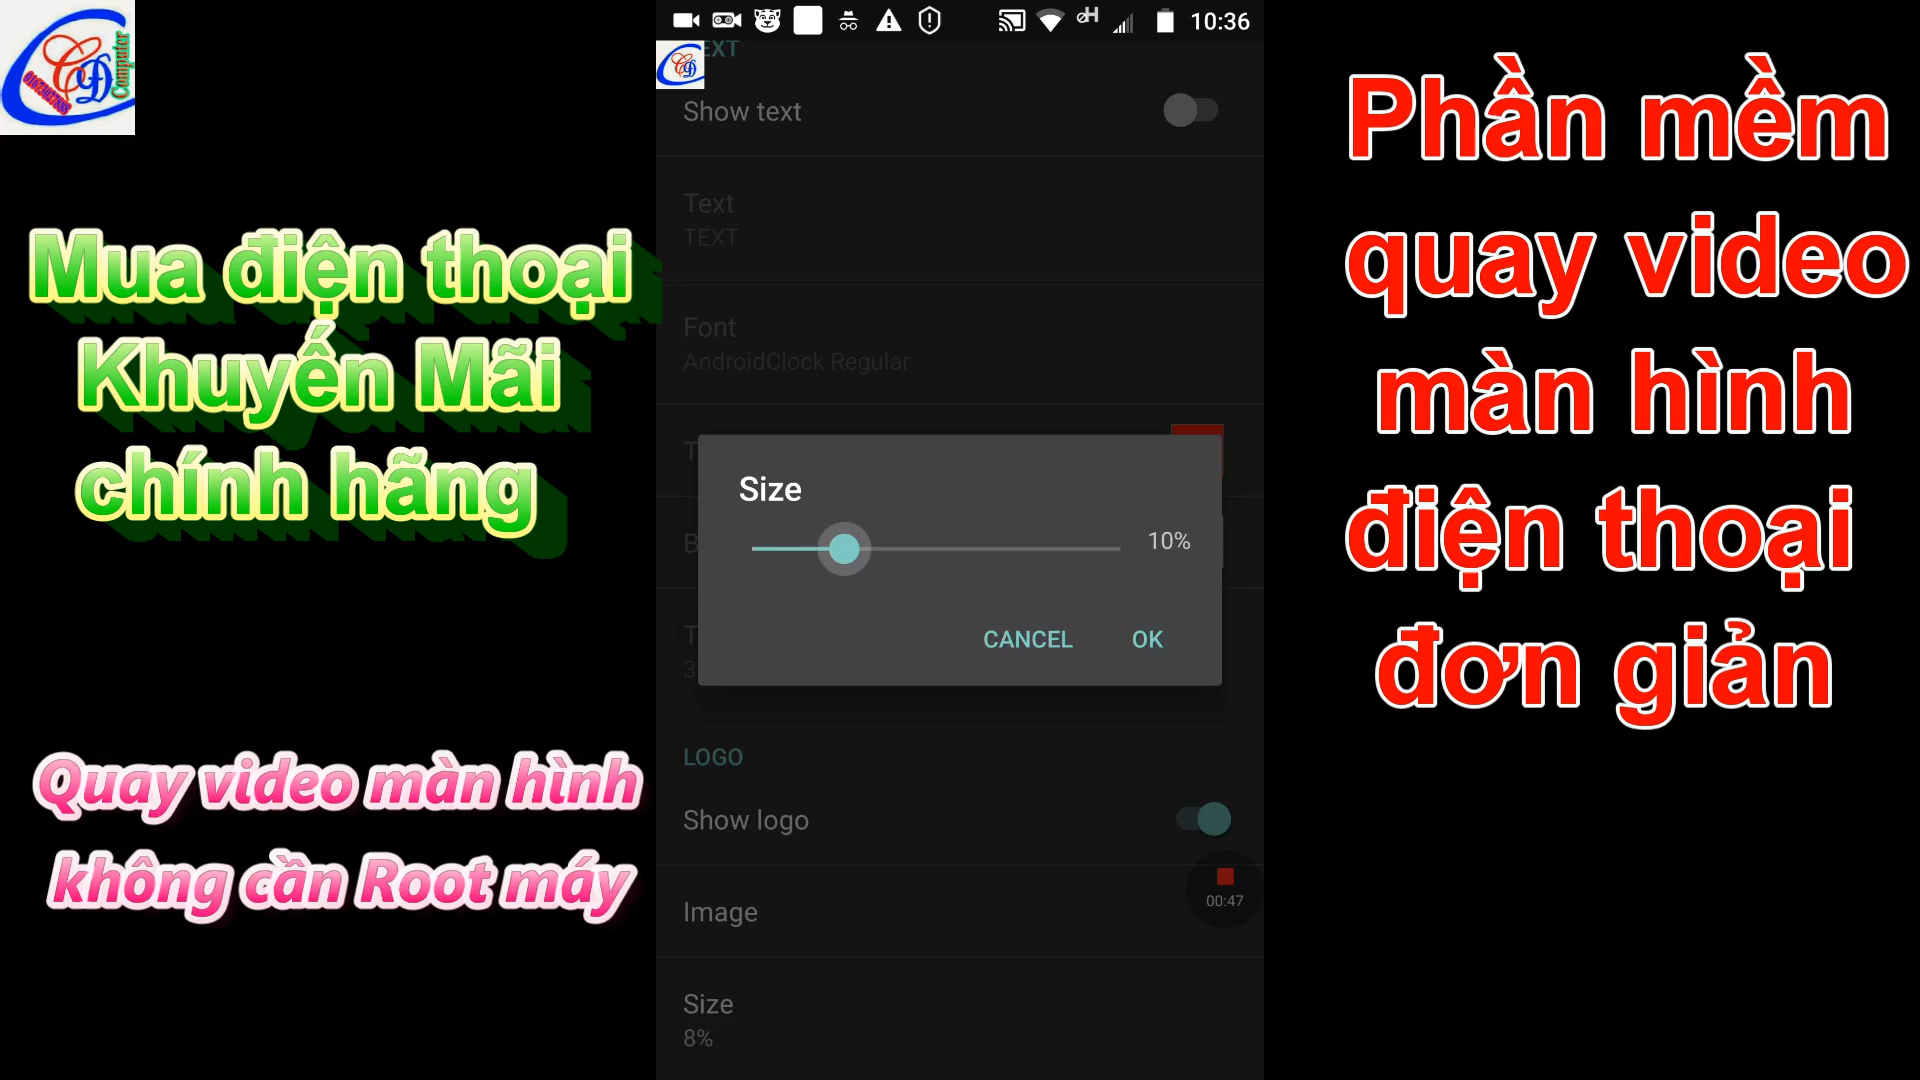 Computer
Mua điện thoại
Khuyến Mãi
chính hãng
Quay video màn hình
không cần Root máy
10:36
EXT
Show text
Text
TEXT
Font
AndroidClock Regular
T
B
T
3
Size
10%
CANCEL
OK
LOGO
Show logo
00:47
Image
Size
8%
Phần mềm
quay video
màn hình
điện thoại
đơn giản